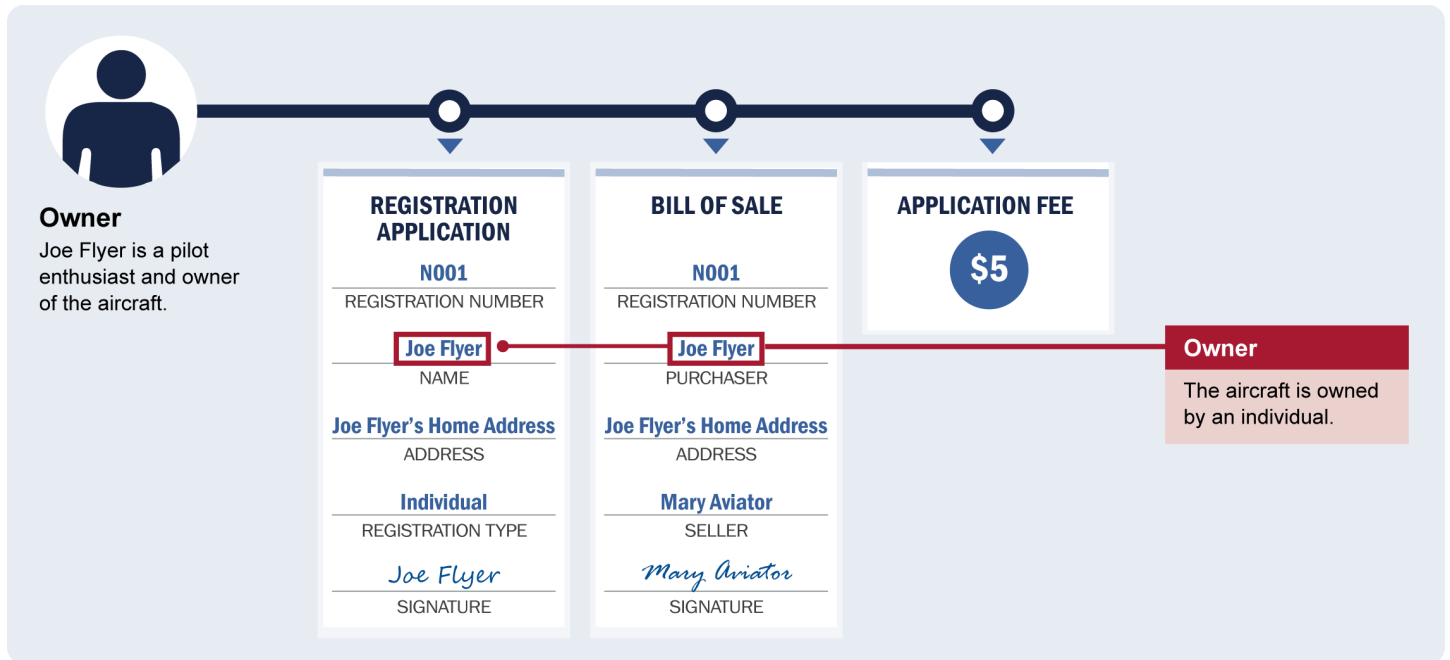 Owner
Joe Flyer is a pilot
enthusiast and owner
of the aircraft.
REGISTRATION
APPLICATION
N001
REGISTRATION NUMBER
Joe Flyer
NAME
Joe Flyer's Home Address
ADDRESS
Individual
REGISTRATION TYPE
Joe Flyer
SIGNATURE
BILL OF SALE
N001
REGISTRATION NUMBER
Joe Flyer
PURCHASER
Joe Flyer's Home Address
ADDRESS
Mary Aviator
SELLER
Mary Aviator
SIGNATURE
APPLICATION FEE
$5
Owner
The aircraft is owned
by an individual.